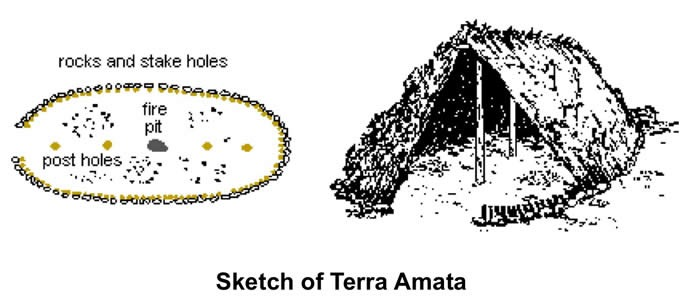 rocks and stake holes
fire
pit
post holes
Sketch of Terra Amata